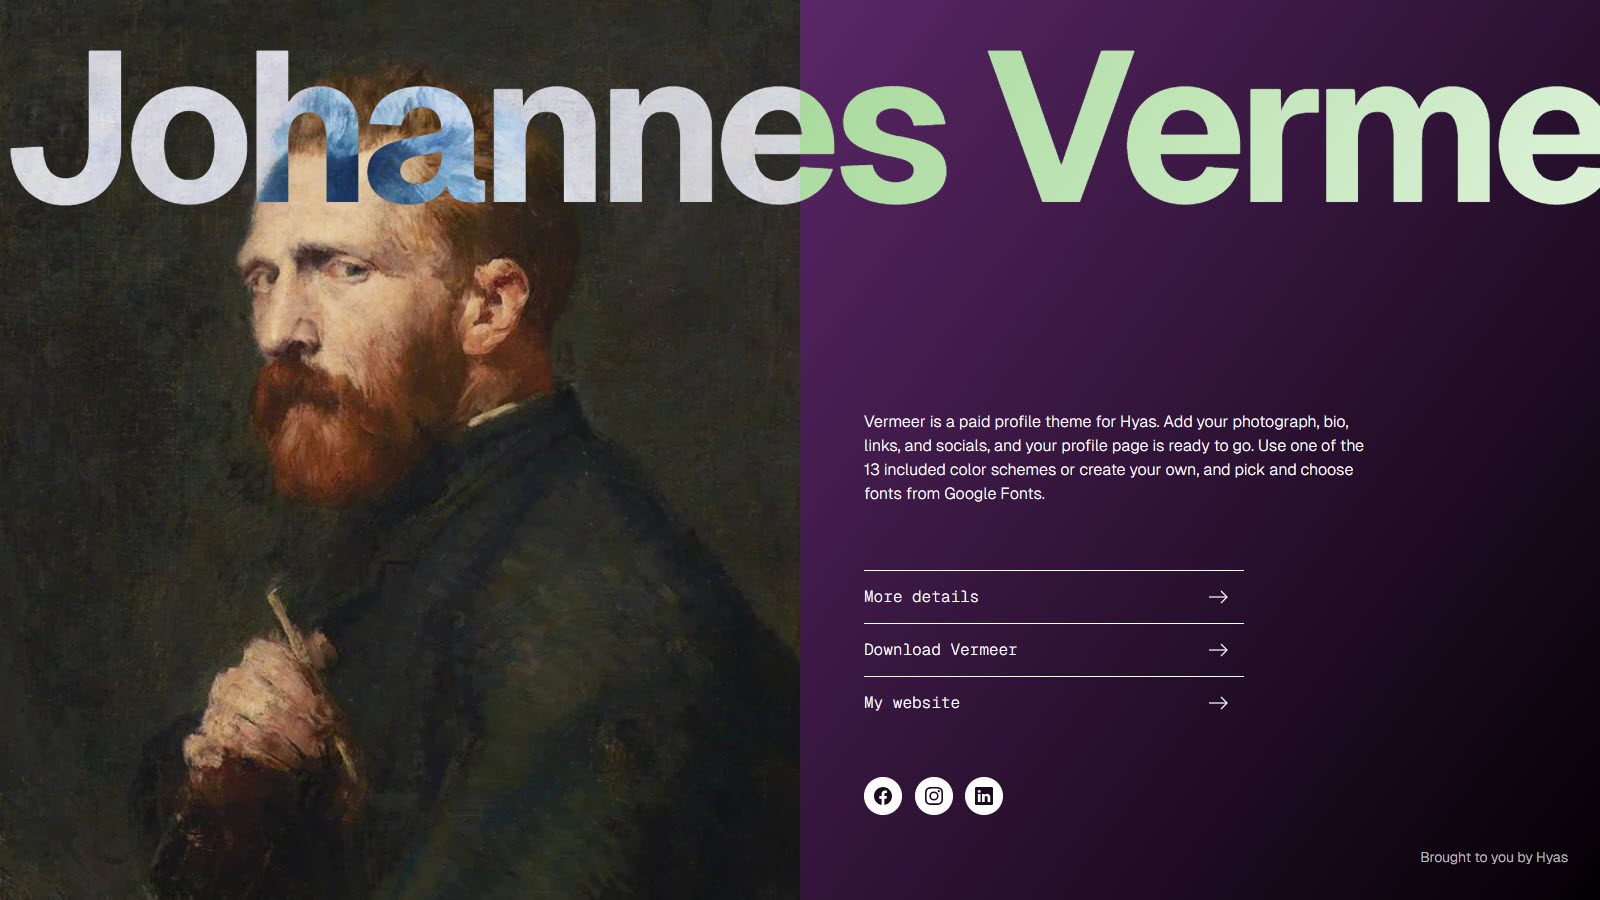 Johannes Verme
Vermeer is a paid profile theme for Hyas. Add your photograph, bio,
links, and socials, and your profile page is ready to go. Use one of the
13 included color schemes or create your own, and pick and choose
fonts from Google Fonts.
More details
Download Vermeer
My website
Brought to you by Hyas